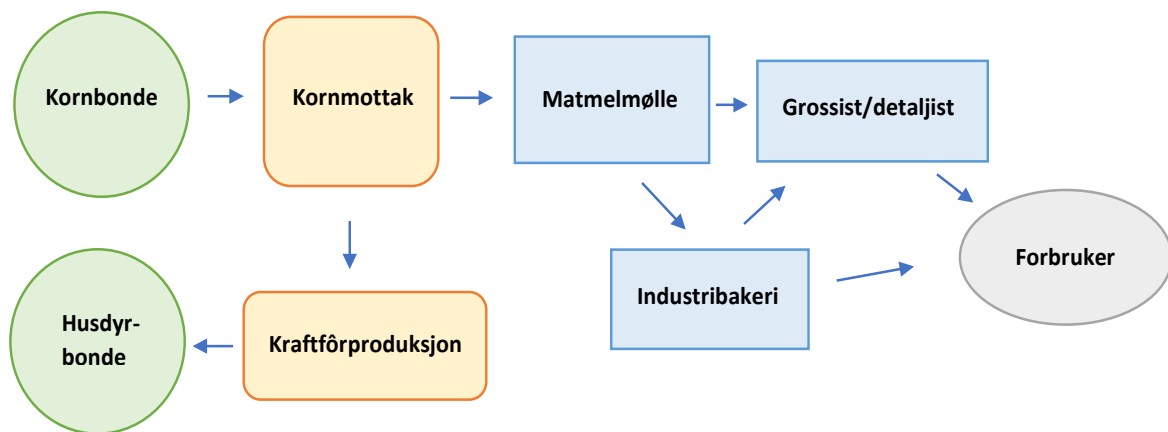 Kornbonde
Kornmottak
Matmelmølle
Grossist/detaljist
Forbruker
Industribakeri
Husdyr-
bonde
Kraftfôrproduksjon